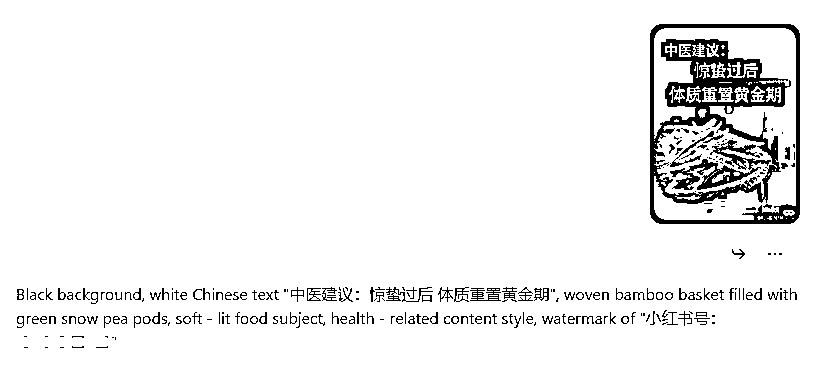 中医建议：
惊蛰过后
体质重置黄金期
Black background, white Chinese text "中医建议：惊蛰过后 体质重置黄金期", woven bamboo basket filled with
green snow pea pods, soft - lit food subject, health - related content style, watermark of "小红书号：